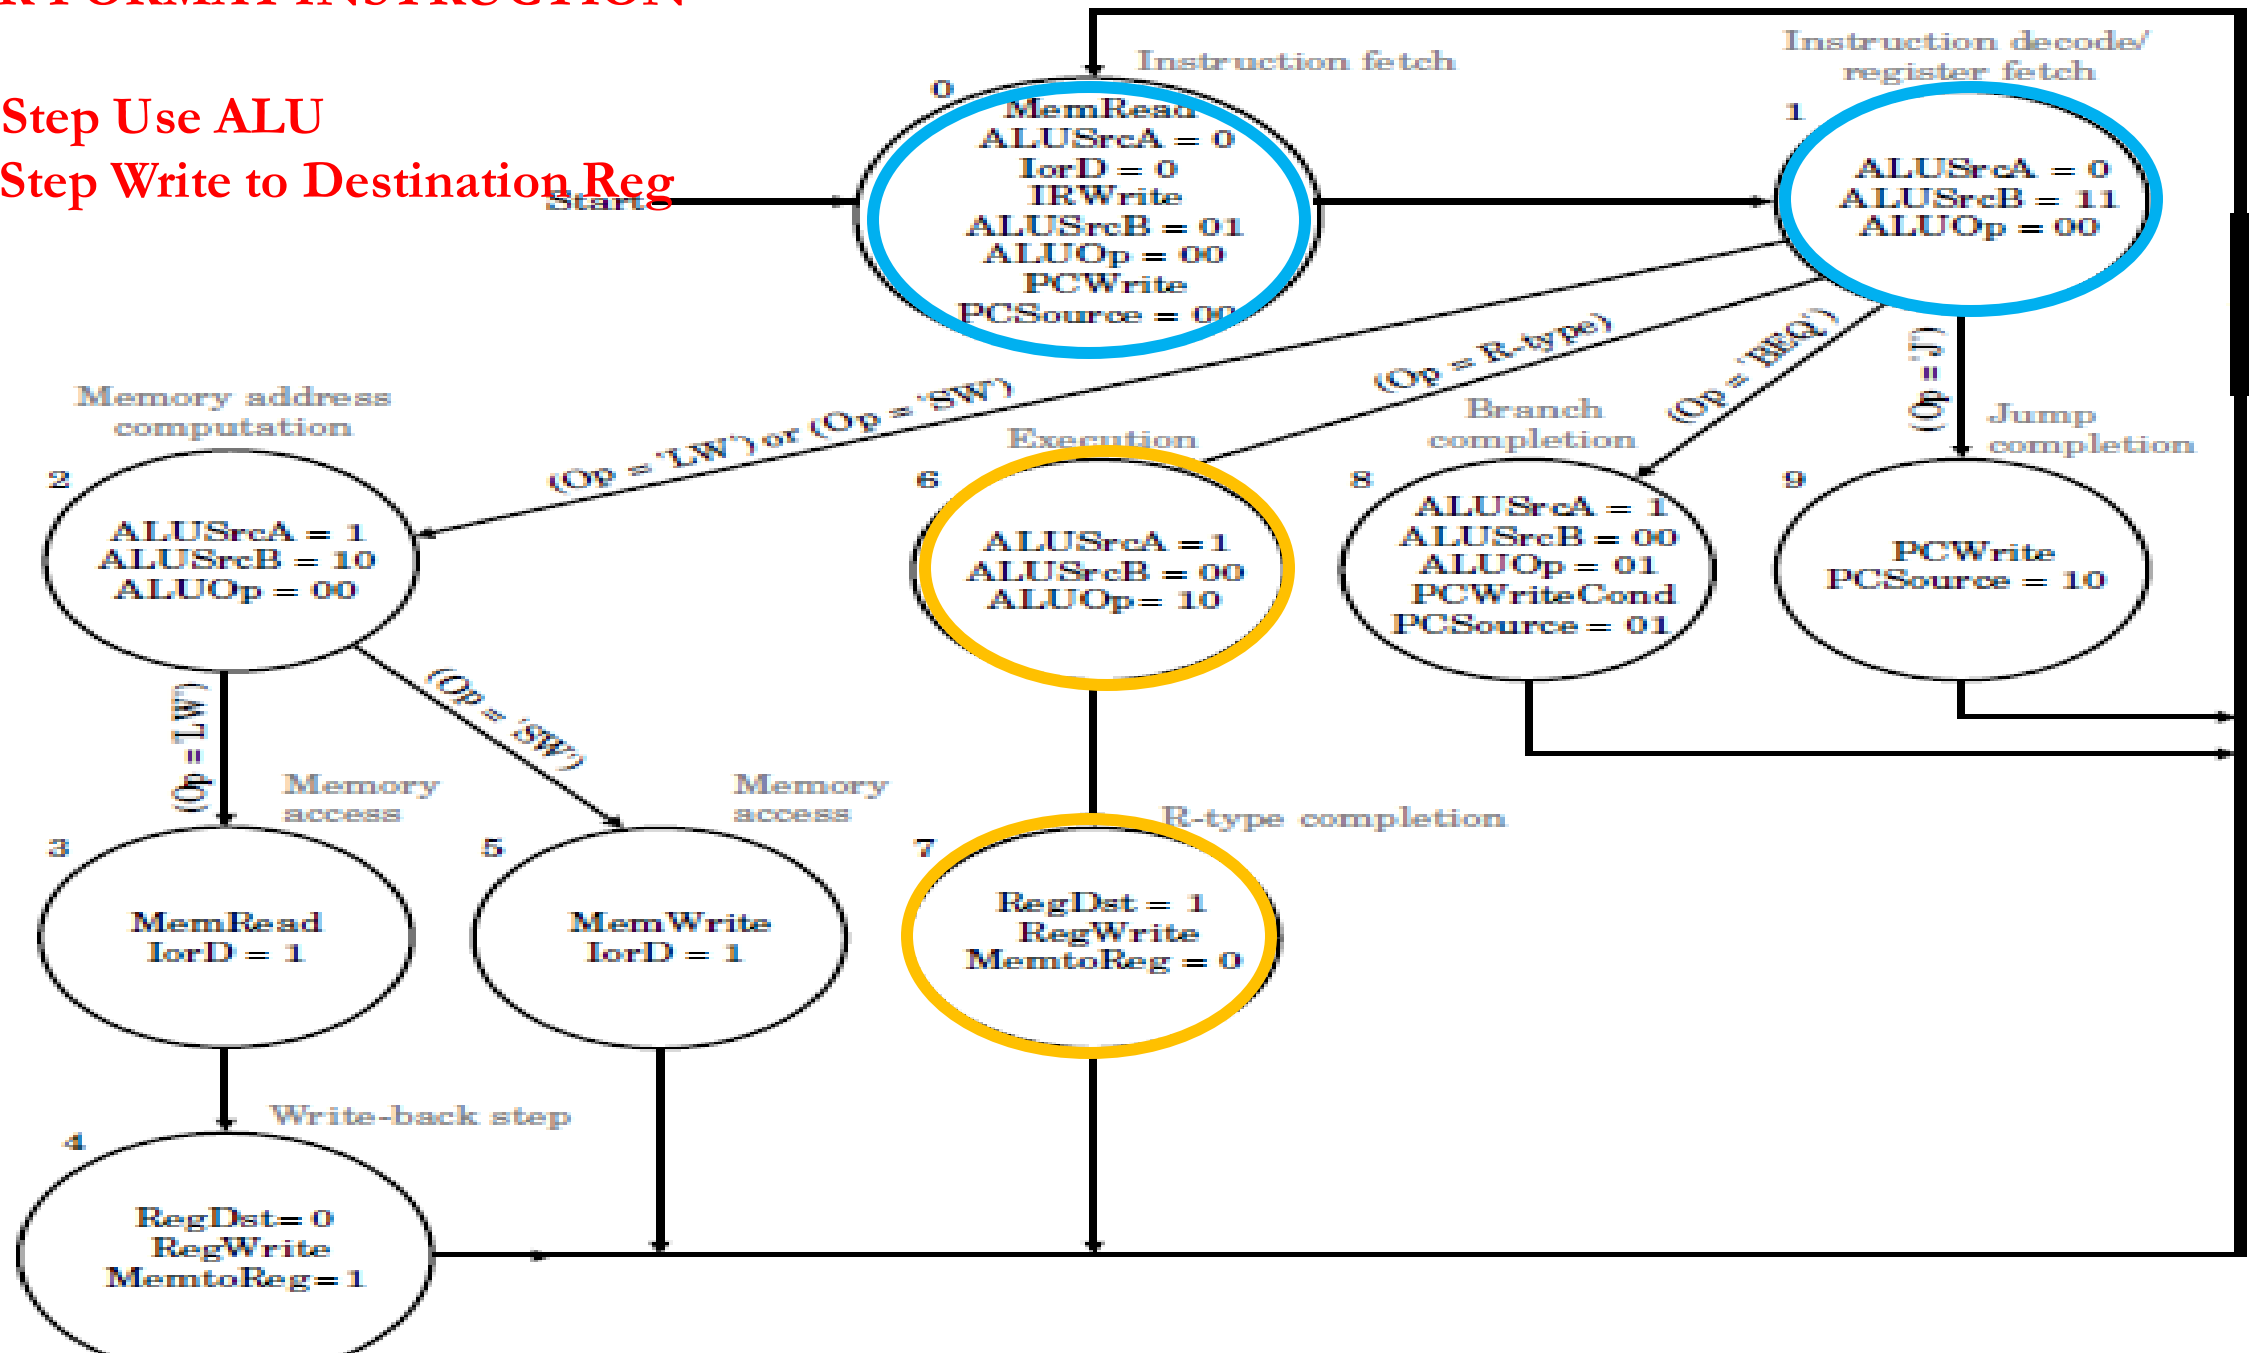 R FORMAT INSTRUCTION
Step Use ALU
Step Write to Destination Reg
Start
Instruction fetch
0
MemRead
ALUSrcA = 0
IorD = 0
IRWrite
ALUSrcB = 01
ALUOp = 00
PCWrite
PCSource = 00
Instruction decode/
register fetch
1
ALUSrcA = 0
ALUSrcB = 11
ALUOp = 00
(Op = 'LW') or (Op = 'SW')
(Op = R-type)
(Op = 'BEQ')
(Op = 'J')
Memory address
computation
2
ALUSrcA = 1
ALUSrcB = 10
ALUOp = 00
Execution
6
ALUSrcA =1
ALUSrcB = 00
ALUOp= 10
Branch
completion
8
ALUSrcA = 1
ALUSrcB = 00
ALUOp = 01
PCWriteCond
PCSource = 01
Jump
completion
9
PCWrite
PCSource = 10
(Op = 'LW')
(Op = 'SW')
Memory
access
3
MemRead
IorD = 1
Memory
access
5
MemWrite
IorD = 1
R-type completion
7
RegDst = 1
RegWrite
MemtoReg = 0
Write-back step
4
RegDst= 0
RegWrite
MemtoReg=1